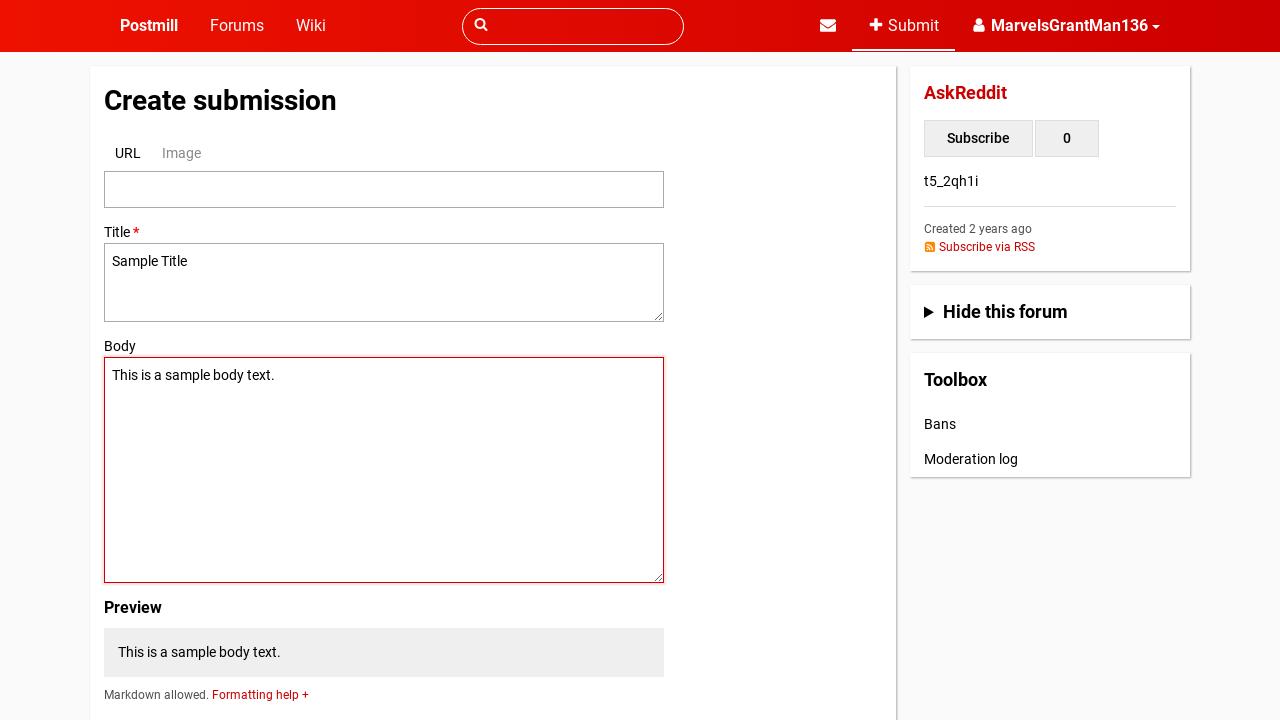 Postmill
Forums
Wiki
Submit
MarvelsGrantMan136
Create submission
URL
Image
Title *
Sample Title
Body
This is a sample body text.
Preview
This is a sample body text.
Markdown allowed. Formatting help +
AskReddit
Subscribe
0
t5_2qh1i
Created 2 years ago
Subscribe via RSS
Hide this forum
Toolbox
Bans
Moderation log